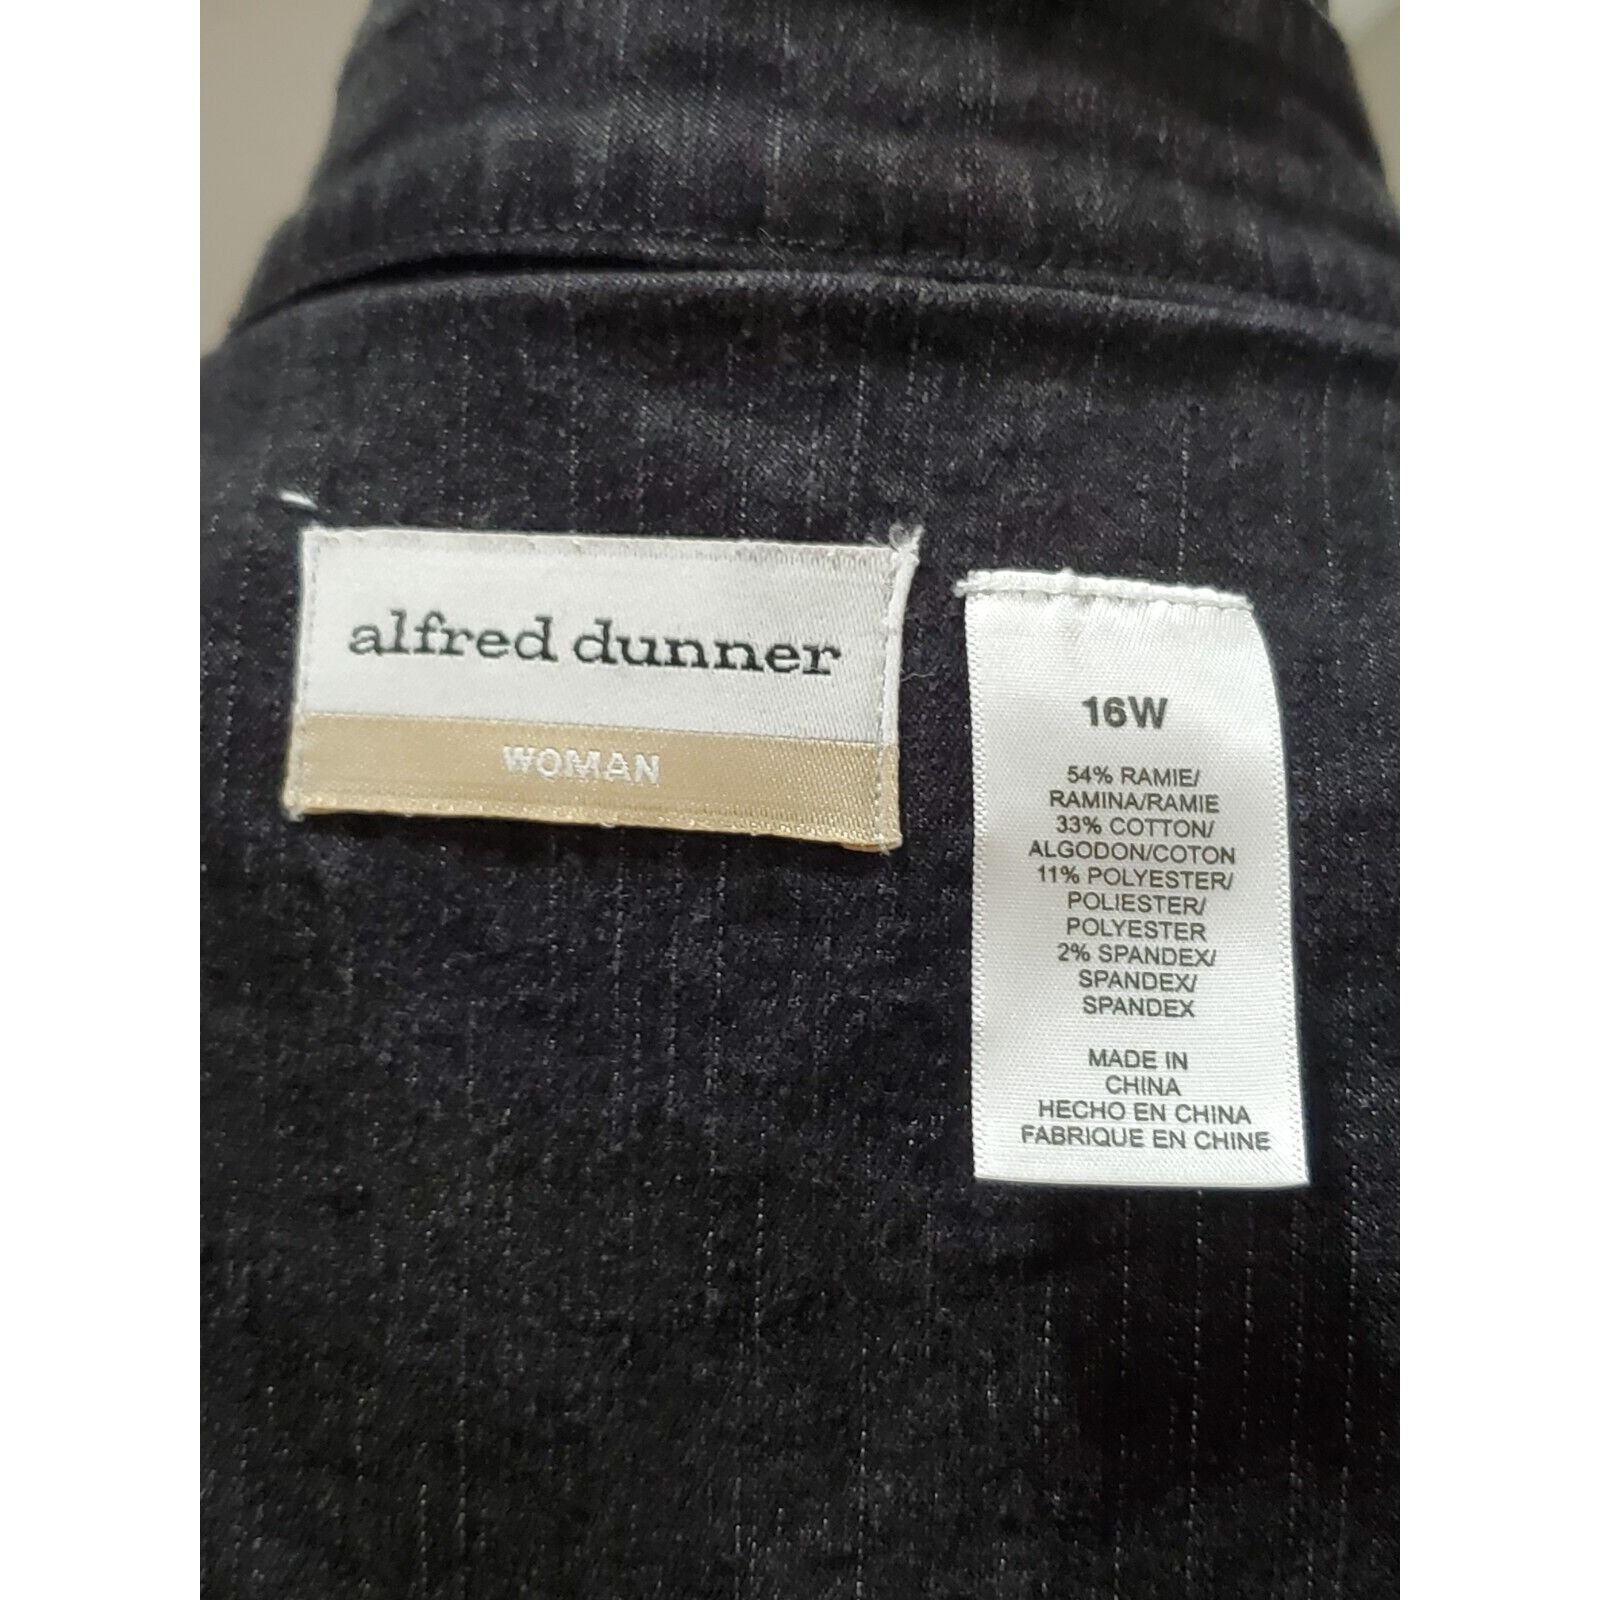 alfred dunner
WOMAN
16W
54% RAMIE/
RAMINA/RAMIE
33% COTTON/
ALGODON/COTON
11% POLYESTER/
POLIESTER/
POLYESTER
2% SPANDEX/
SPANDEX/
SPANDEX
MADE IN
CHINA
HECHO EN CHINA
FABRIQUE EN CHINE